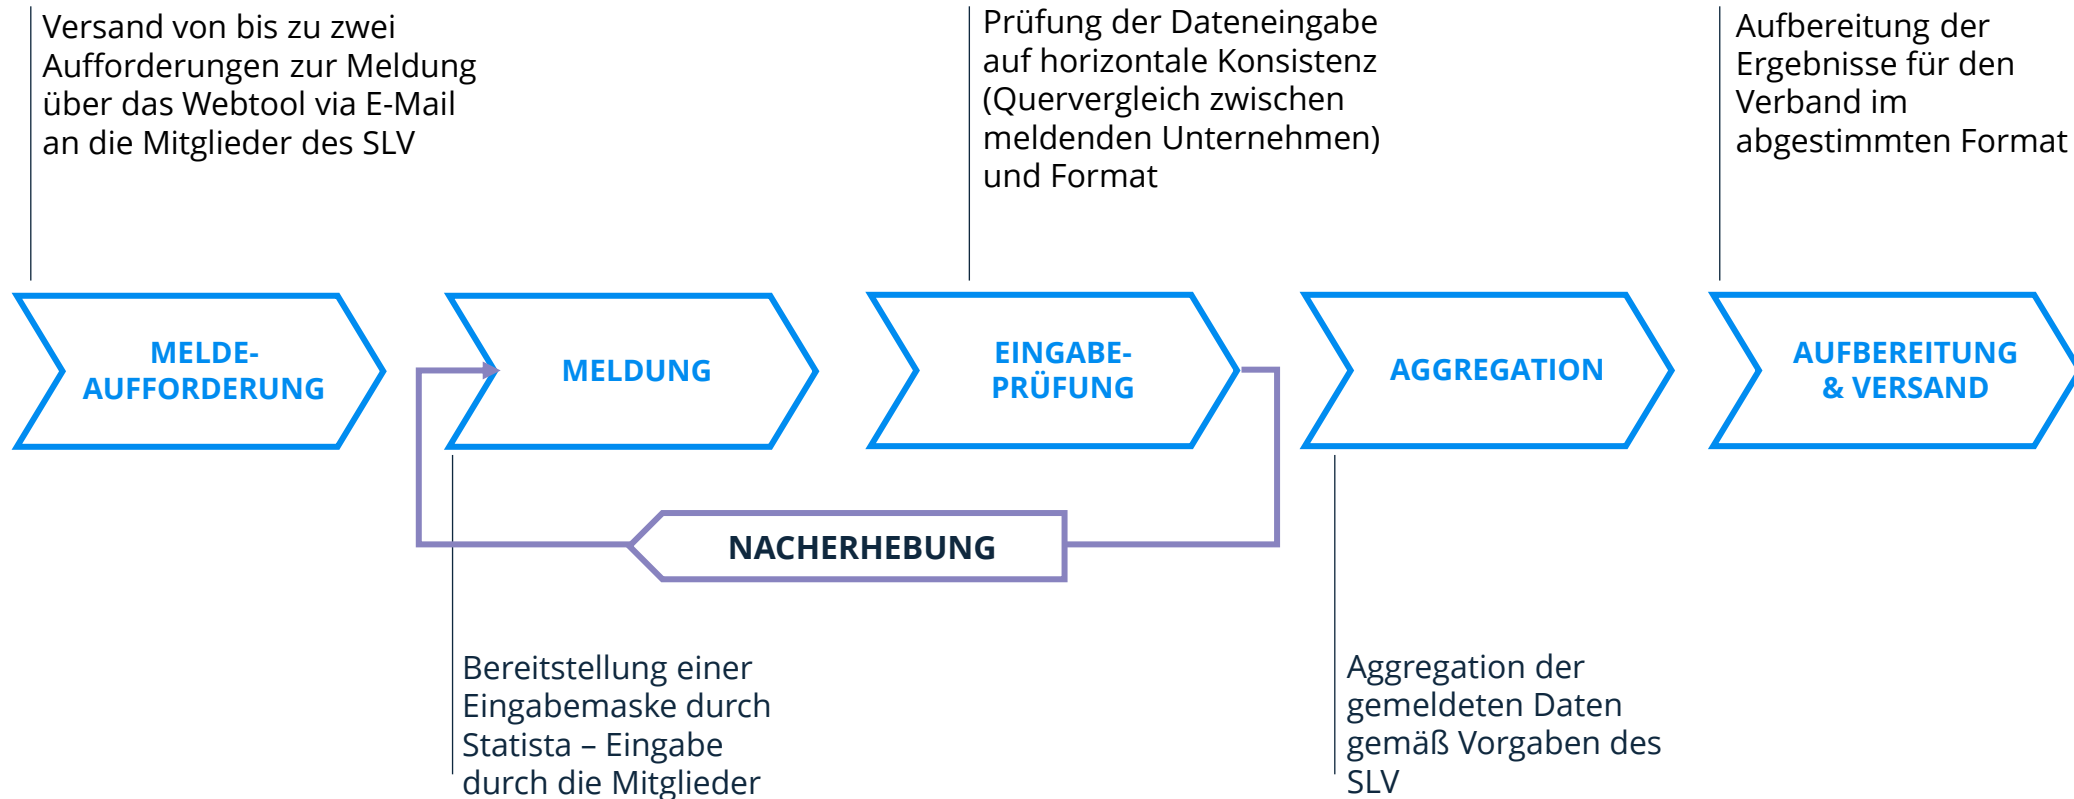 Versand von bis zu zwei
Aufforderungen zur Meldung
über das Webtool via E-Mail
an die Mitglieder des SLV
Prüfung der Dateneingabe
auf horizontale Konsistenz
(Quervergleich zwischen
meldenden Unternehmen)
und Format
Aufbereitung der
Ergebnisse für den
Verband im
abgestimmten Format
MELDE-
AUFFORDERUNG
MELDUNG
EINGABE-
PRÜFUNG
AGGREGATION
AUFBEREITUNG
& VERSAND
NACHERHEBUNG
Bereitstellung einer
Eingabemaske durch
Statista – Eingabe
durch die Mitglieder
Aggregation der
gemeldeten Daten
gemäß Vorgaben des
SLV